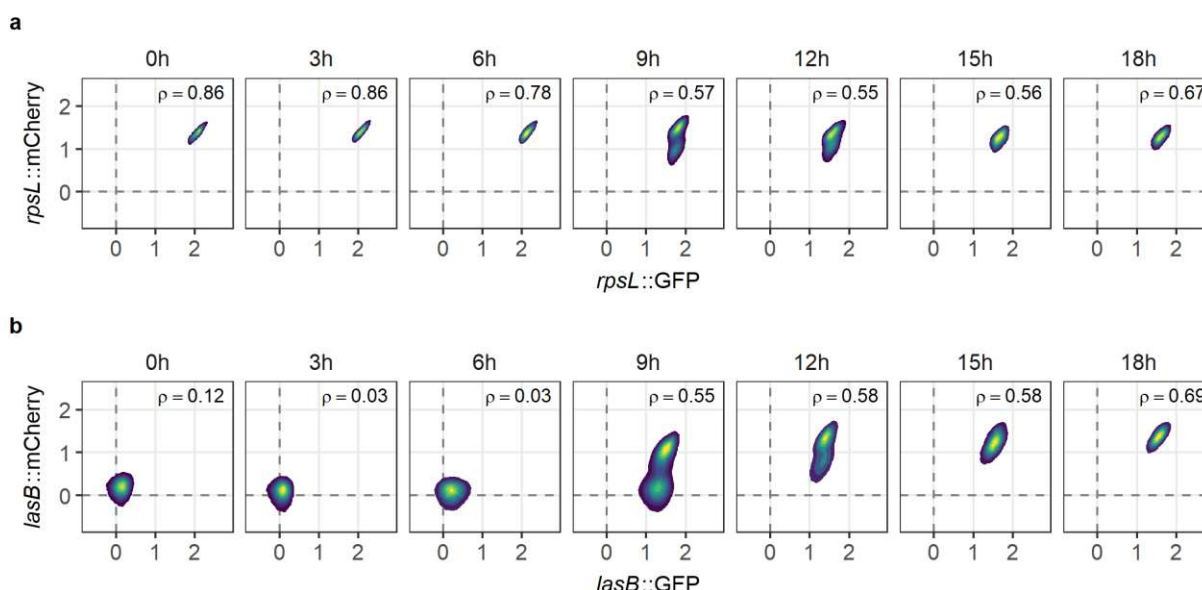 a
0h 3h 6h 9h 12h 15h 18h
ρ = 0.86 ρ = 0.86 ρ = 0.78 ρ = 0.57 ρ = 0.55 ρ = 0.56 ρ = 0.67
2
1
0
rpsL::mCherry
0 1 2 0 1 2 0 1 2 0 1 2 0 1 2 0 1 2 0 1 2
rpsL::GFP
b
0h 3h 6h 9h 12h 15h 18h
ρ = 0.12 ρ = 0.03 ρ = 0.03 ρ = 0.55 ρ = 0.58 ρ = 0.58 ρ = 0.69
2
1
0
lasB::mCherry
0 1 2 0 1 2 0 1 2 0 1 2 0 1 2 0 1 2 0 1 2
lasB::GFP